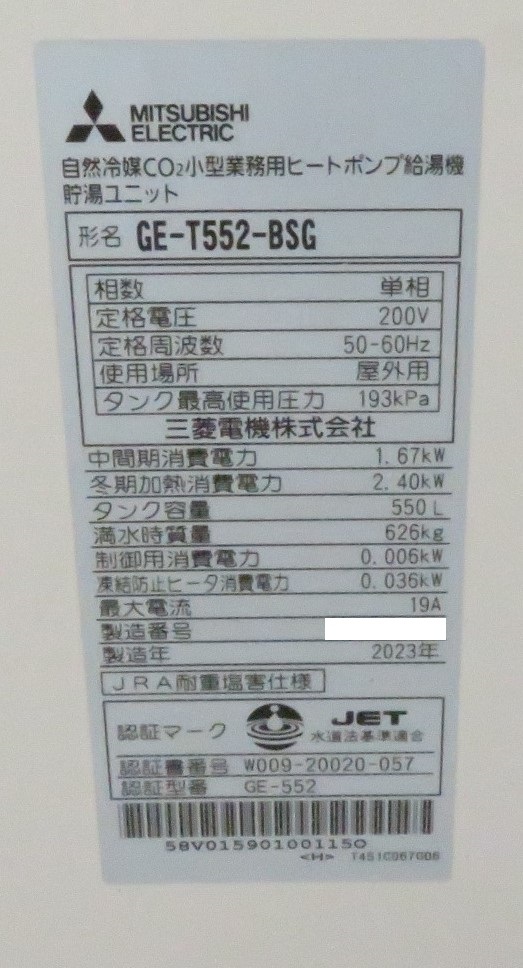 MITSUBISHI
ELECTRIC
自然冷媒CO₂小型業務用ヒートポンプ給湯機
貯湯ユニット
形名 GE-T552-BSG
相数 単相
定格電圧 200V
定格周波数 50-60Hz
使用場所 屋外用
タンク最高使用圧力 193kPa
三菱電機株式会社
中間期消費電力 1.67kW
冬期加熱消費電力 2.40kW
タンク容量 550L
満水時質量 626kg
制御用消費電力 0.006kW
凍結防止ヒータ消費電力 0.036kW
最大電流 19A
製造番号
製造年 2023年
JRA耐重塩害仕様
認証マーク JET
水道法基準適合
認証書番号 W009-20020-057
認証型番 GE-552
58V015901001150
<H> T451C067G08